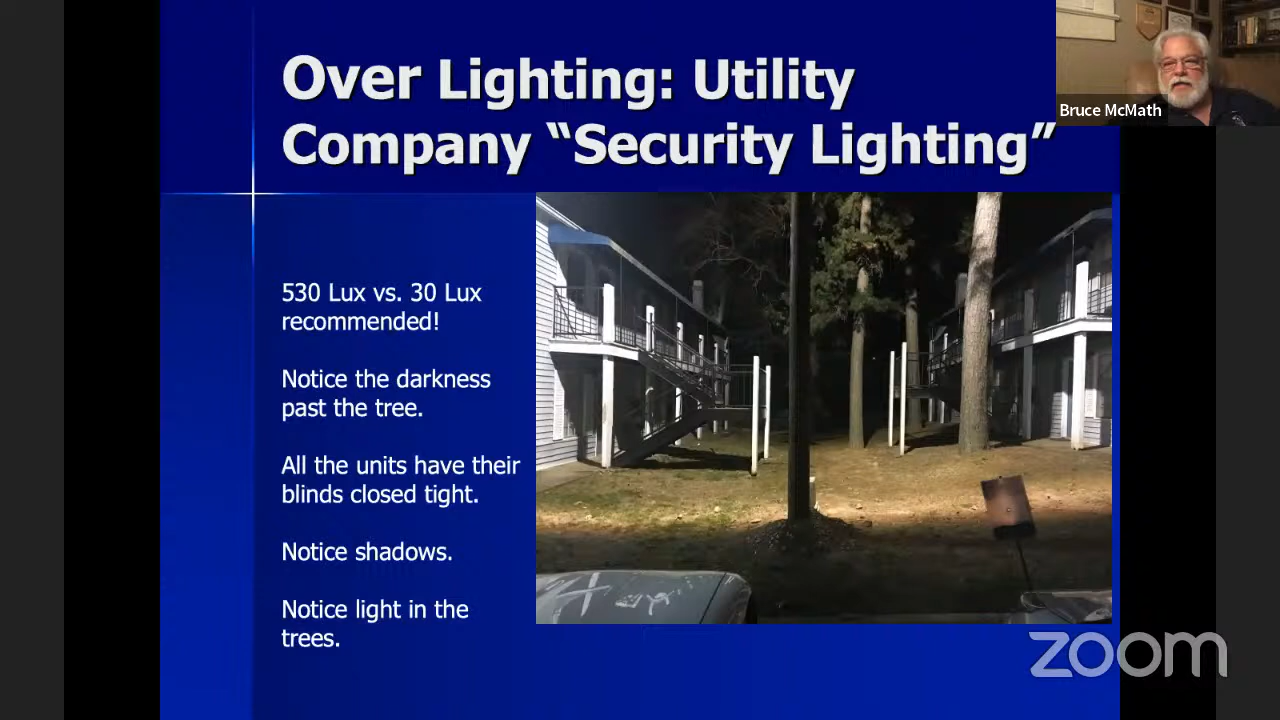 Over Lighting: Utility
Company “Security Lighting”
Bruce McMath
530 Lux vs. 30 Lux
recommended!
Notice the darkness
past the tree.
All the units have their
blinds closed tight.
Notice shadows.
Notice light in the
trees.
zoom